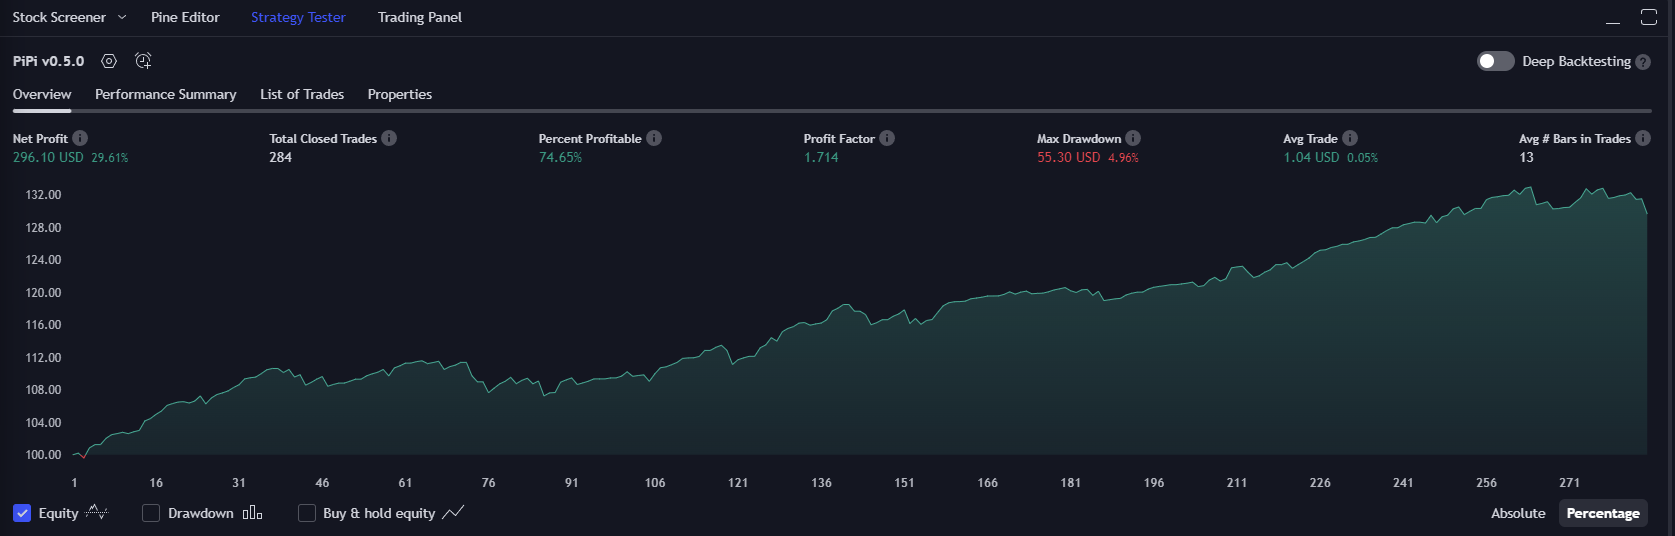 Stock Screener Pine Editor Strategy Tester Trading Panel
PiPi v0.5.0 Deep Backtesting ?
Overview Performance Summary List of Trades Properties
Net Profit Total Closed Trades Percent Profitable Profit Factor Max Drawdown Avg Trade Avg # Bars in Trades
296.10 USD 29.61% 284 74.65% 1.714 55.30 USD 4.96% 1.04 USD 0.05% 13
132.00
128.00
124.00
120.00
116.00
112.00
108.00
104.00
100.00
1 16 31 46 61 76 91 106 121 136 151 166 181 196 211 226 241 256 271
Equity Drawdown Buy & hold equity Absolute Percentage